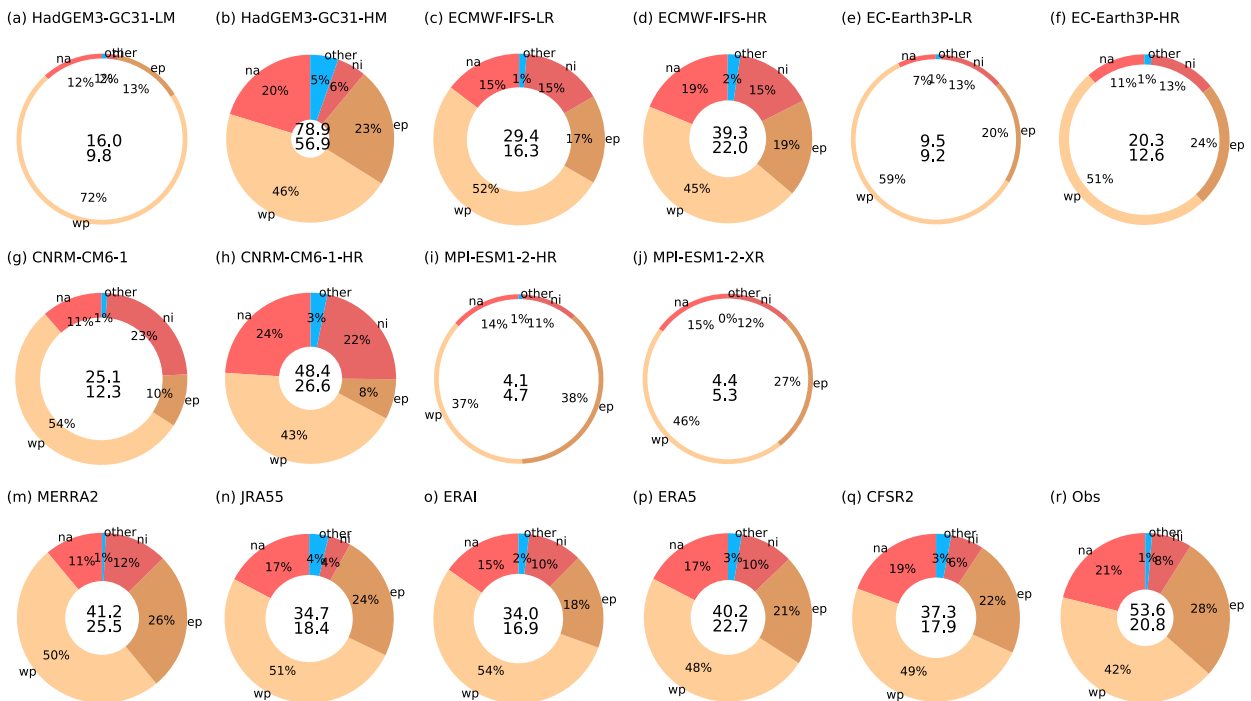 (a) HadGEM3-GC31-LM
na
other
ep
12%
2%
13%
16.0
9.8
72%
wp
(b) HadGEM3-GC31-HM
na
other
ni
5%
6%
20%
23%
ep
78.9
56.9
46%
wp
(c) ECMWF-IFS-LR
na
other
ni
15%
1%
15%
17%
ep
29.4
16.3
52%
wp
(d) ECMWF-IFS-HR
na
other
ni
19%
2%
15%
19%
ep
39.3
22.0
45%
wp
(e) EC-Earth3P-LR
na
other
ni
7%
1%
13%
20%
ep
9.5
9.2
59%
wp
(f) EC-Earth3P-HR
na
other
ni
11%
1%
13%
24%
ep
20.3
12.6
51%
wp
(g) CNRM-CM6-1
na
other
ni
11%
1%
23%
10%
ep
25.1
12.3
54%
wp
(h) CNRM-CM6-1-HR
na
other
ni
24%
3%
22%
8%
ep
48.4
26.6
43%
wp
(i) MPI-ESM1-2-HR
na
other
ni
14%
1%
11%
38%
ep
4.1
4.7
37%
wp
(j) MPI-ESM1-2-XR
na
other
ni
15%
0%
12%
27%
ep
4.4
5.3
46%
wp
(m) MERRA2
na
other
ni
11%
1%
12%
26%
ep
41.2
25.5
50%
wp
(n) JRA55
na
other
ni
17%
4%
4%
24%
ep
34.7
18.4
51%
wp
(o) ERAI
na
other
ni
15%
2%
10%
18%
ep
34.0
16.9
54%
wp
(p) ERA5
na
other
ni
17%
3%
10%
21%
ep
40.2
22.7
48%
wp
(q) CFSR2
na
other
ni
19%
3%
6%
22%
ep
37.3
17.9
49%
wp
(r) Obs
na
other
ni
21%
1%
8%
28%
ep
53.6
20.8
42%
wp